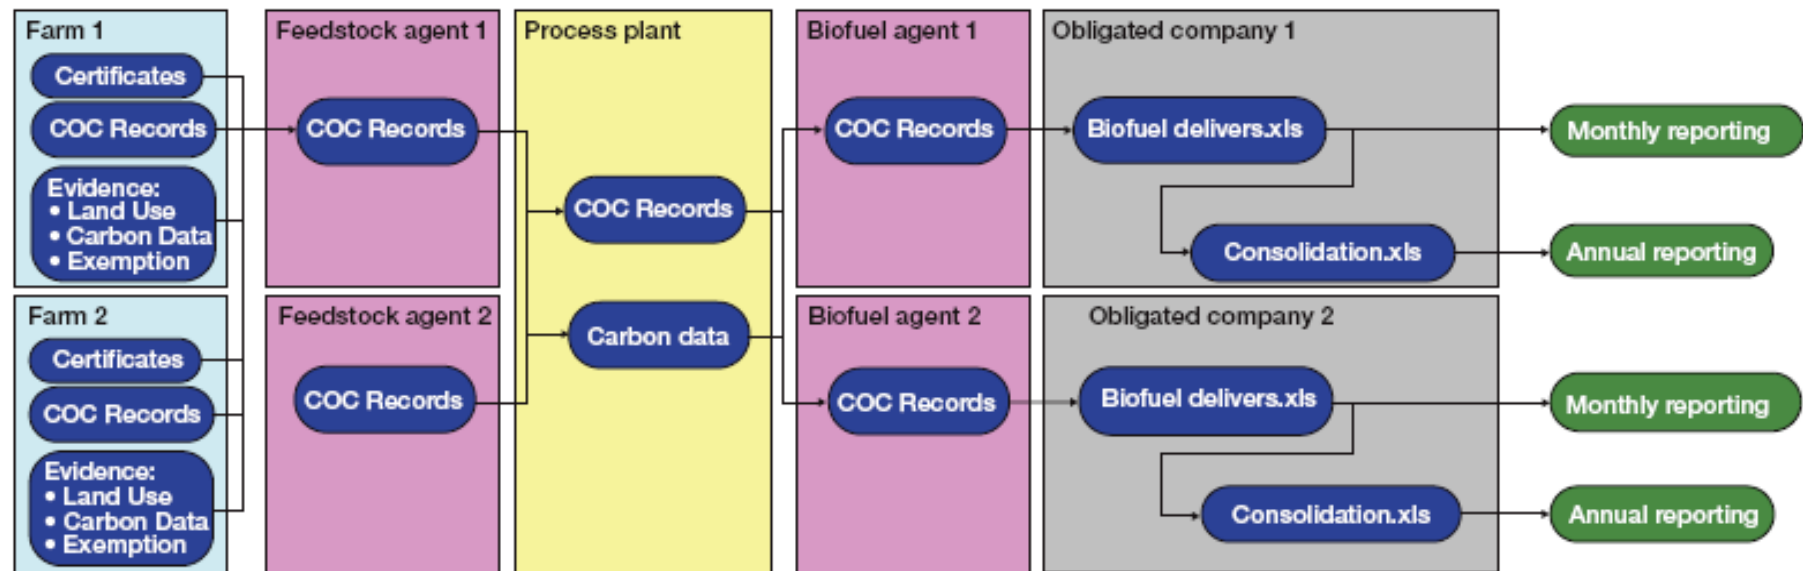 Farm 1
Certificates
COC Records
Evidence:
• Land Use
• Carbon Data
• Exemption
Feedstock agent 1
COC Records
Process plant
COC Records
Carbon data
Biofuel agent 1
COC Records
Obligated company 1
Biofuel delivers.xls
Consolidation.xls
Monthly reporting
Annual reporting
Farm 2
Certificates
COC Records
Evidence:
• Land Use
• Carbon Data
• Exemption
Feedstock agent 2
COC Records
Biofuel agent 2
COC Records
Obligated company 2
Biofuel delivers.xls
Consolidation.xls
Monthly reporting
Annual reporting